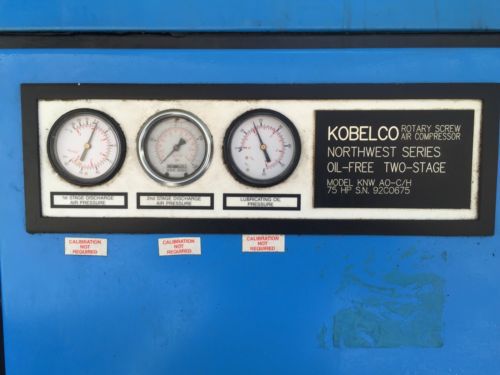 1st STAGE DISCHARGE
AIR PRESSURE
2nd STAGE DISCHARGE
AIR PRESSURE
LUBRICATING OIL
PRESSURE
KOBELCO ROTARY SCREW
AIR COMPRESSOR
NORTHWEST SERIES
OIL-FREE TWO-STAGE
MODEL KNW AO-C/H
75 HP S.N. 92C0675
CALIBRATION
NOT
REQUIRED
CALIBRATION
NOT
REQUIRED
CALIBRATION
NOT
REQUIRED